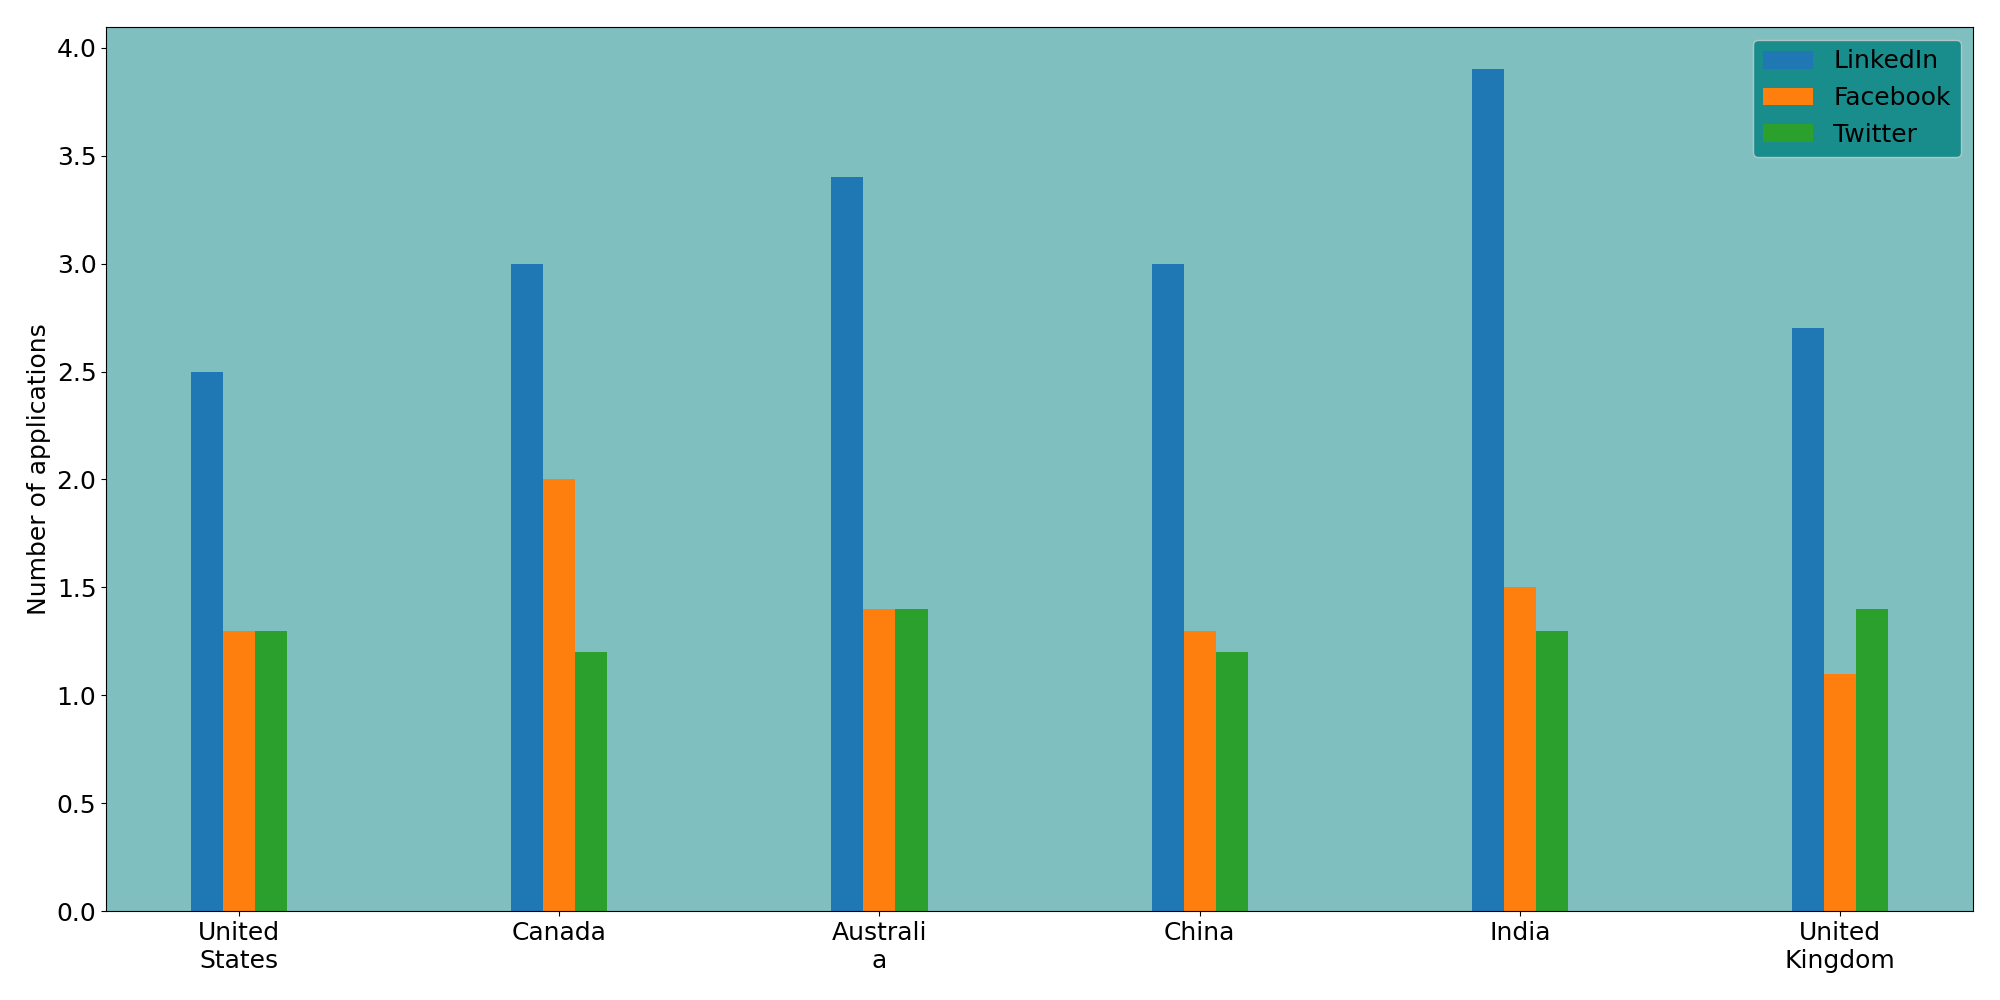 4.0
3.5
3.0
2.5
2.0
1.5
1.0
0.5
0.0
Number of applications
LinkedIn
Facebook
Twitter
United
States
Canada
Australi
a
China
India
United
Kingdom